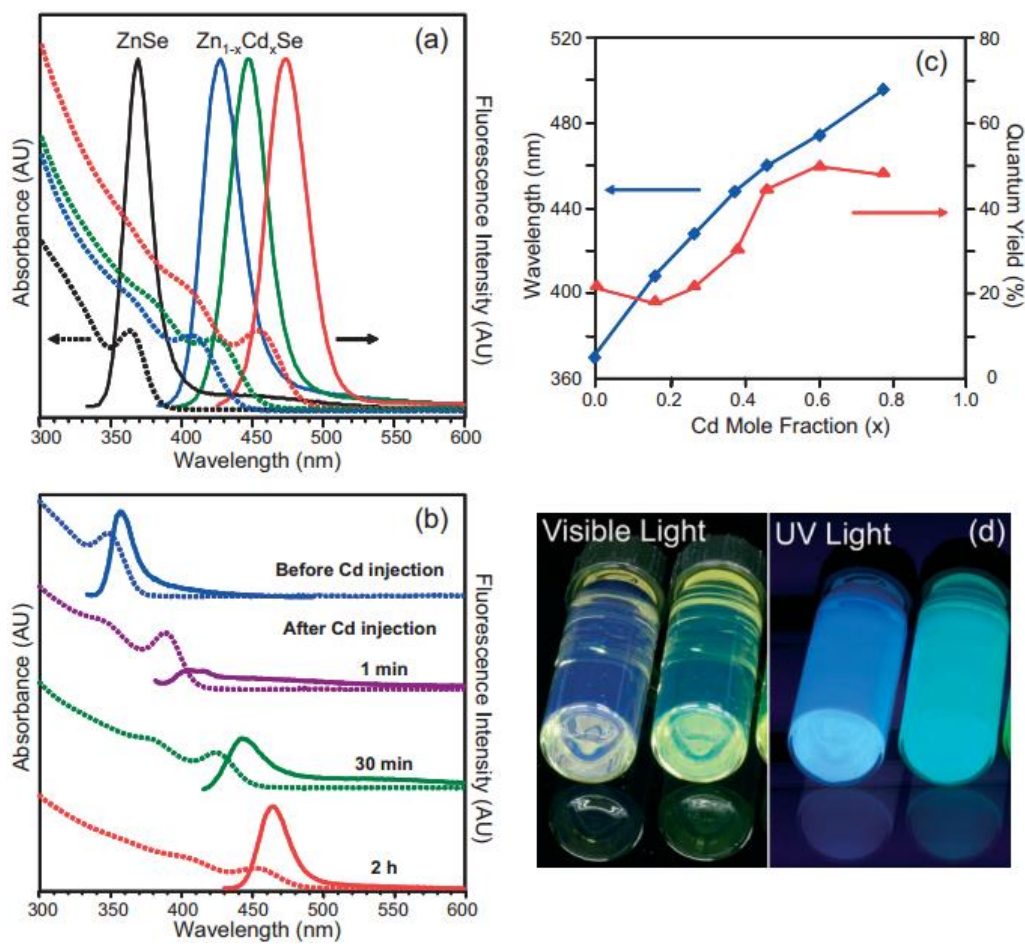 (a)
ZnSe Zn1-xCdxSe
Absorbance (AU)
Fluorescence Intensity (AU)
300 350 400 450 500 550 600
Wavelength (nm)
(b)
Before Cd injection
After Cd injection
1 min
30 min
2 h
Absorbance (AU)
Fluorescence Intensity (AU)
300 350 400 450 500 550 600
Wavelength (nm)
(c)
520
480
440
400
360
Wavelength (nm)
80
60
40
20
0
Quantum Yield (%)
0.0 0.2 0.4 0.6 0.8 1.0
Cd Mole Fraction (x)
Visible Light UV Light (d)